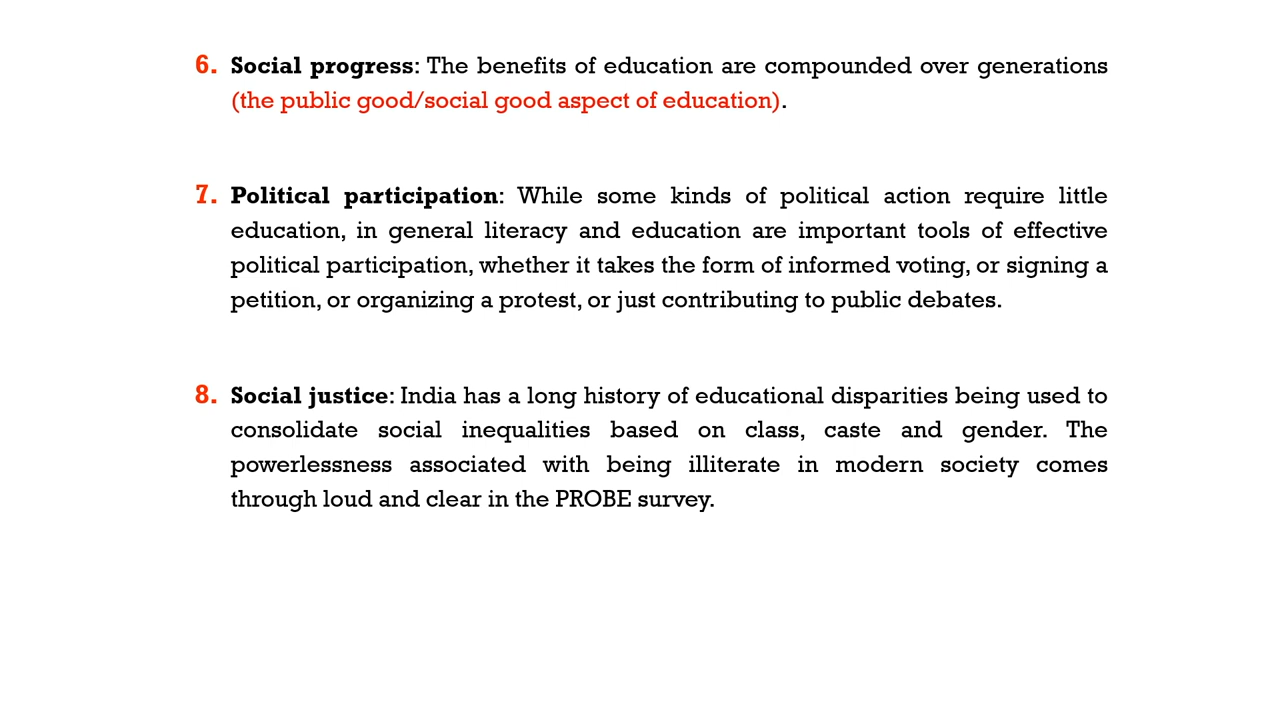 6. Social progress: The benefits of education are compounded over generations
(the public good/social good aspect of education).
7. Political participation: While some kinds of political action require little
education, in general literacy and education are important tools of effective
political participation, whether it takes the form of informed voting, or signing a
petition, or organizing a protest, or just contributing to public debates.
8. Social justice: India has a long history of educational disparities being used to
consolidate social inequalities based on class, caste and gender. The
powerlessness associated with being illiterate in modern society comes
through loud and clear in the PROBE survey.